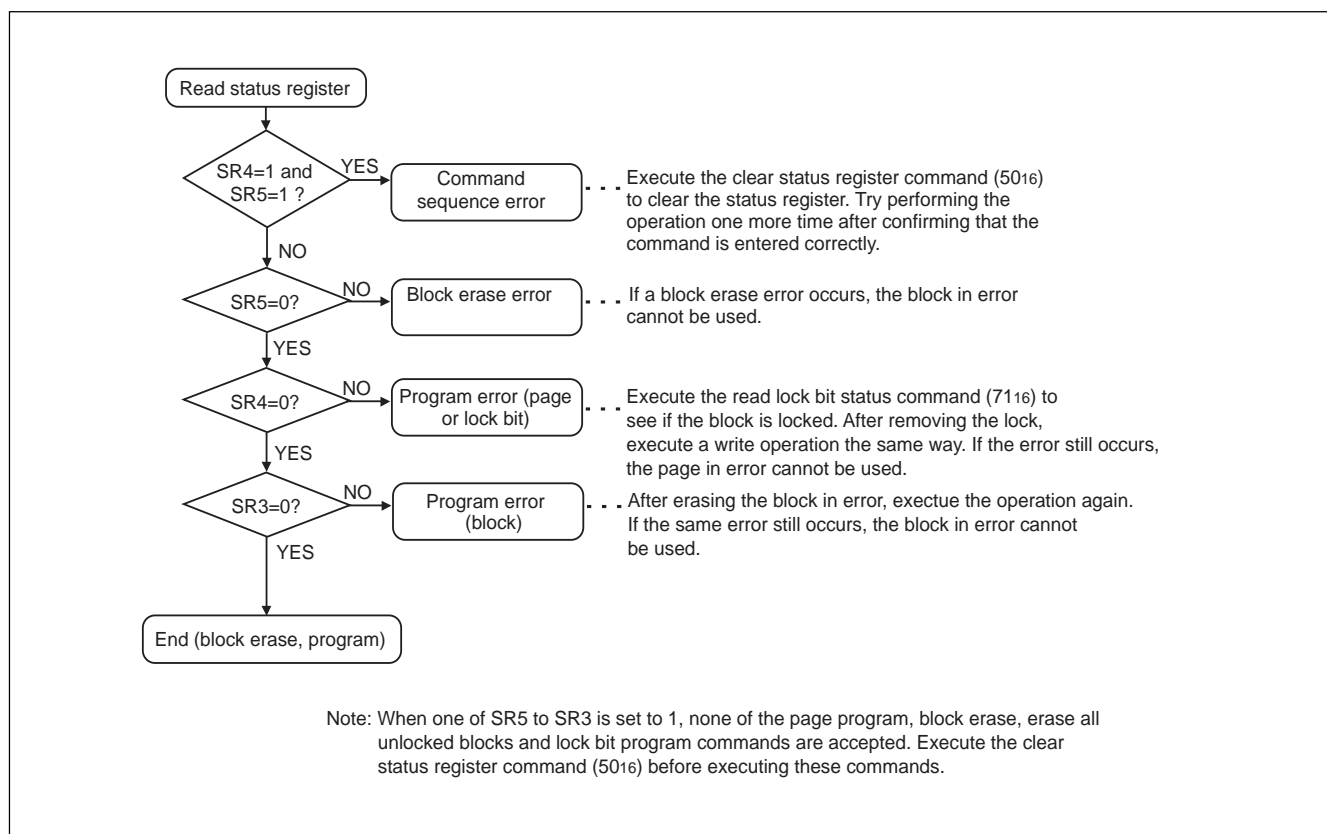 Read status register
SR4=1 and
SR5=1 ?
YES
Command
sequence error
Execute the clear status register command (5016)
to clear the status register. Try performing the
operation one more time after confirming that the
command is entered correctly.
NO
SR5=0?
NO
Block erase error
If a block erase error occurs, the block in error
cannot be used.
YES
SR4=0?
NO
Program error (page
or lock bit)
Execute the read lock bit status command (7116) to
see if the block is locked. After removing the lock,
execute a write operation the same way. If the error still occurs,
the page in error cannot be used.
YES
SR3=0?
NO
Program error
(block)
After erasing the block in error, exectue the operation again.
If the same error still occurs, the block in error cannot
be used.
YES
End (block erase, program)
Note: When one of SR5 to SR3 is set to 1, none of the page program, block erase, erase all
unlocked blocks and lock bit program commands are accepted. Execute the clear
status register command (5016) before executing these commands.